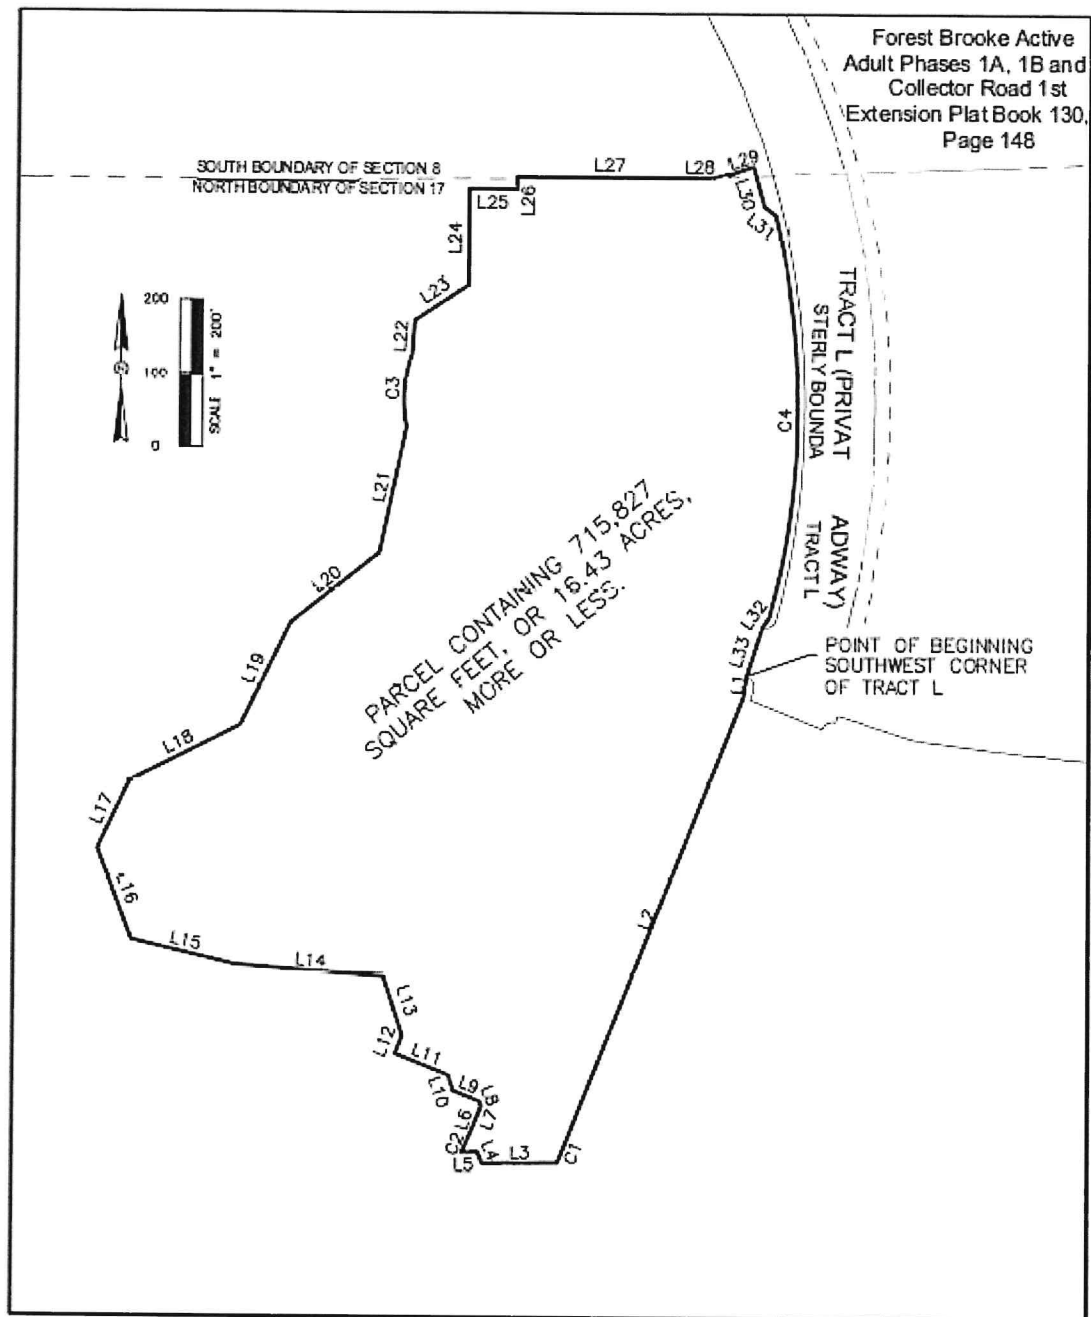 Forest Brooke Active
Adult Phases 1A, 1B and
Collector Road 1st
Extension Plat Book 130,
Page 148
SOUTH BOUNDARY OF SECTION 8
NORTH BOUNDARY OF SECTION 17
L27
L28
L29
L25
L26
L30
L31
L24
L23
L22
C3
L21
L20
L19
L18
L17
L16
L15
L14
L13
L12
L11
L10
L9
L8
L7
L6
C2
L5
L4
L3
C1
L2
L1
L33
L32
C4
200
100
0
SCALE 1" = 200'
TRACT L (PRIVAT
STERLY BOUNDA
ADWAY)
TRACT L
PARCEL CONTAINING 715,827
SQUARE FEET, OR 16.43 ACRES,
MORE OR LESS.
POINT OF BEGINNING
SOUTHWEST CORNER
OF TRACT L